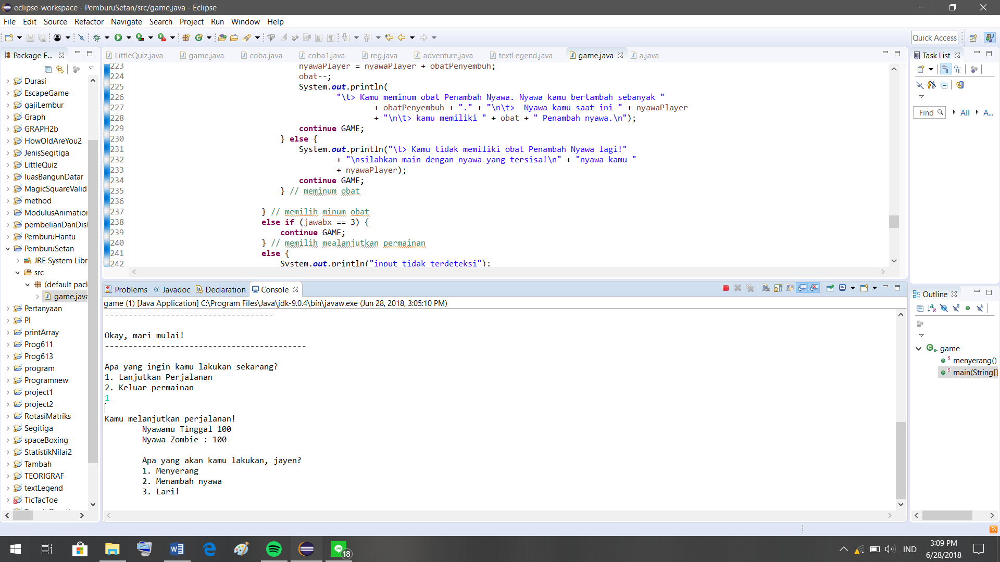 eclipse-workspace - PemburuSetan/src/game.java - Eclipse
File Edit Source Refactor Navigate Search Project Run Window Help
Quick Access
Package E...
Durasi
EscapeGame
gajiLembur
Graph
GRAPH2b
HowOldAreYou2
JenisSegitiga
LittleQuiz
luasBangunDatar
MagicSquareValid
method
ModulusAnimation
pembelianDanDisk
PemburuHantu
PemburuSetan
JRE System Libr
src
(default pack
game.java
Pertanyaan
PI
printArray
Prog611
Prog613
program
Programnew
project1
project2
RotasiMatriks
Segitiga
spaceBoxing
StatistikNilai2
Tambah
TEORIGRAF
textLegend
TicTacToe
LittleQuiz.java game.java coba.java coba1.java reg.java adventure.java textLegend.java game.java a.java
223 nyawaPlayer = nyawaPlayer + obatPenyembuh;
224 obat--;
225 System.out.println(
226 "\t> Kamu meminum obat Penambah Nyawa. Nyawa kamu bertambah sebanyak "
227 + obatPenyembuh + "." + "\n\t>  Nyawa kamu saat ini " + nyawaPlayer
228 + "\n\t> kamu memiliki " + obat + " Penambah nyawa.\n");
229 continue GAME;
230 } else {
231 System.out.println("\t> Kamu tidak memiliki obat Penambah Nyawa lagi!"
232 + "\nsilahkan main dengan nyawa yang tersisa!\n" + "nyawa kamu "
233 + nyawaPlayer);
234 continue GAME;
235 } // meminum obat
236
237 } // memilih minum obat
238 else if (jawabx == 3) {
239 continue GAME;
240 } // memilih mealanjutkan permainan
241 else {
242 System.out.println("input tidak terdeteksi");
Problems Javadoc Declaration Console
game (1) [Java Application] C:\Program Files\Java\jdk-9.0.4\bin\javaw.exe (Jun 28, 2018, 3:05:10 PM)
------------------------------------
Okay, mari mulai!
-------------------------------------------
Apa yang ingin kamu lakukan sekarang?
1. Lanjutkan Perjalanan
2. Keluar permainan
1
Kamu melanjutkan perjalanan!
Nyawamu Tinggal 100
Nyawa Zombie : 100
Apa yang akan kamu lakukan, jayen?
1. Menyerang
2. Menambah nyawa
3. Lari!
Task List
Find All A...
Outline
game
menyerang()
main(String[]
18
IND
3:09 PM
6/28/2018